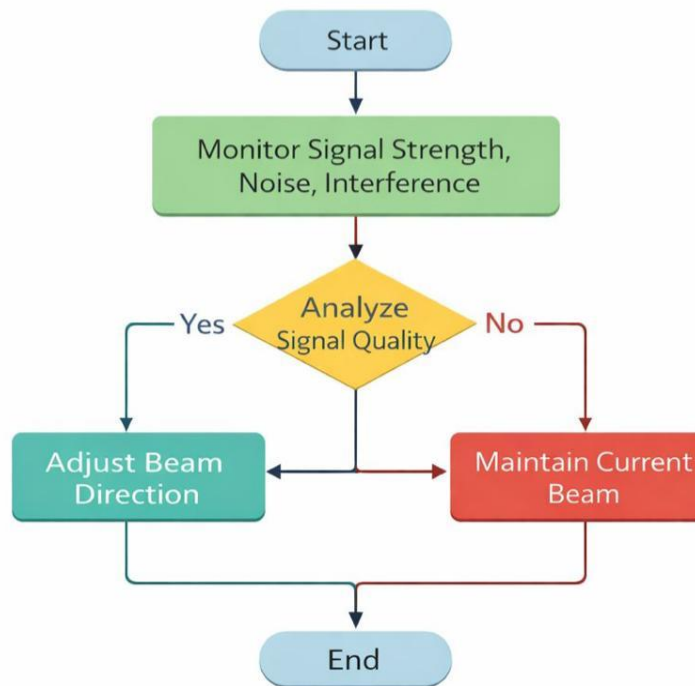 Start
Monitor Signal Strength,
Noise, Interference
Analyze
Signal Quality
Yes
No
Adjust Beam
Direction
Maintain Current
Beam
End